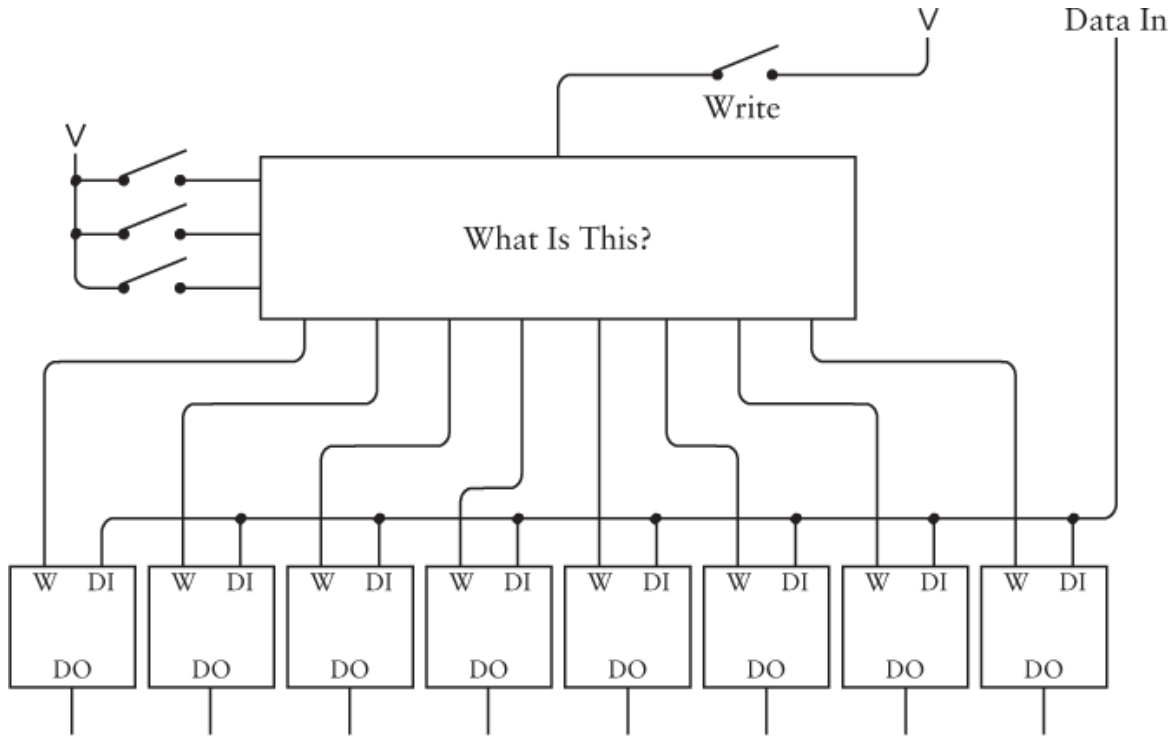 V Data In
Write
V
What Is This?
W DI W DI W DI W DI W DI W DI W DI W DI
DO DO DO DO DO DO DO DO